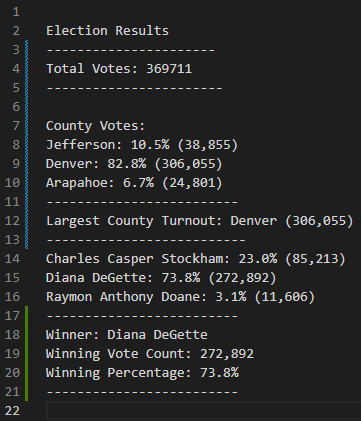 1
2 Election Results
3 ----------------------
4 Total Votes: 369711
5 -----------------------
6
7 County Votes:
8 Jefferson: 10.5% (38,855)
9 Denver: 82.8% (306,055)
10 Arapahoe: 6.7% (24,801)
11 -------------------------
12 Largest County Turnout: Denver (306,055)
13 --------------------------
14 Charles Casper Stockham: 23.0% (85,213)
15 Diana DeGette: 73.8% (272,892)
16 Raymon Anthony Doane: 3.1% (11,606)
17 -------------------------
18 Winner: Diana DeGette
19 Winning Vote Count: 272,892
20 Winning Percentage: 73.8%
21 -------------------------
22